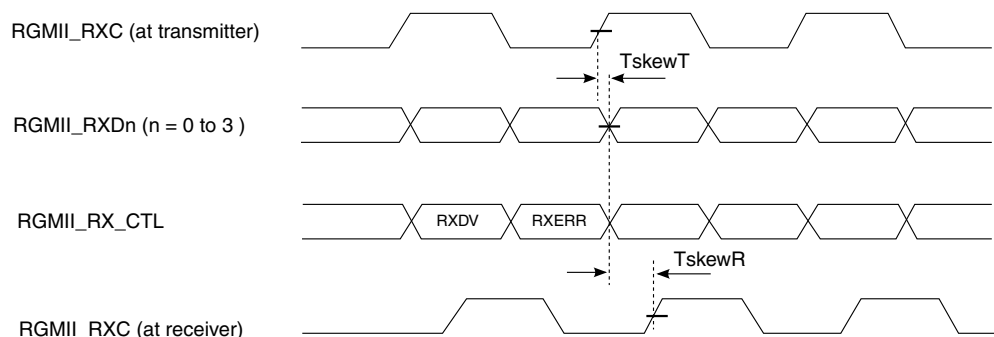 RGMII_RXC (at transmitter)
TskewT
RGMII_RXDn (n = 0 to 3 )
RGMII_RX_CTL
RXDV
RXERR
TskewR
RGMII_RXC (at receiver)